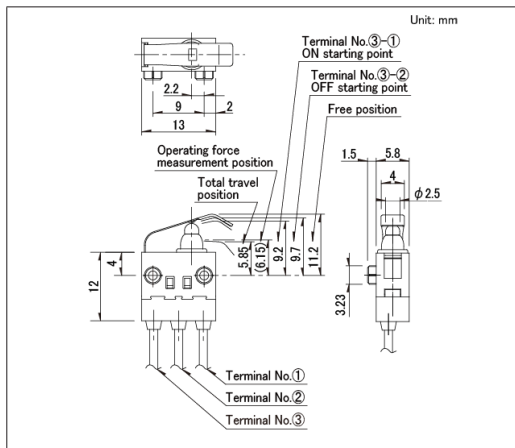 Unit: mm
Terminal No.③-①
ON starting point
Terminal No.③-②
OFF starting point
Free position
2.2
9
2
13
Operating force
measurement position
Total travel
position
1.5
5.8
4
φ2.5
4
12
5.85
(6.15)
9.2
9.7
11.2
3.23
Terminal No.①
Terminal No.②
Terminal No.③